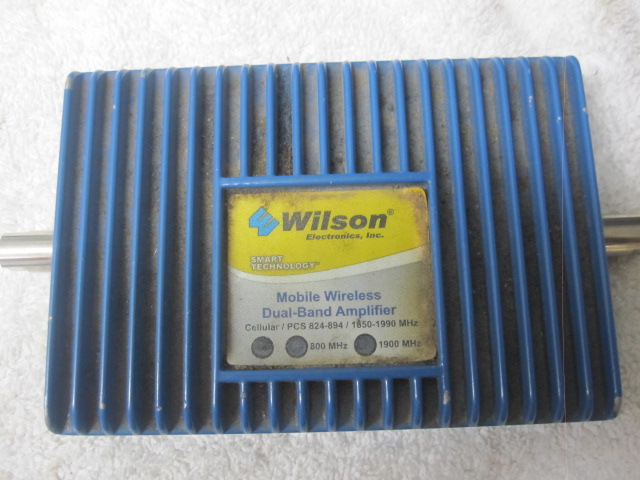 Wilson®
Electronics, Inc.
SMART
TECHNOLOGY™
Mobile Wireless
Dual-Band Amplifier
Cellular / PCS 824-894 / 1850-1990 MHz
800 MHz 1900 MHz